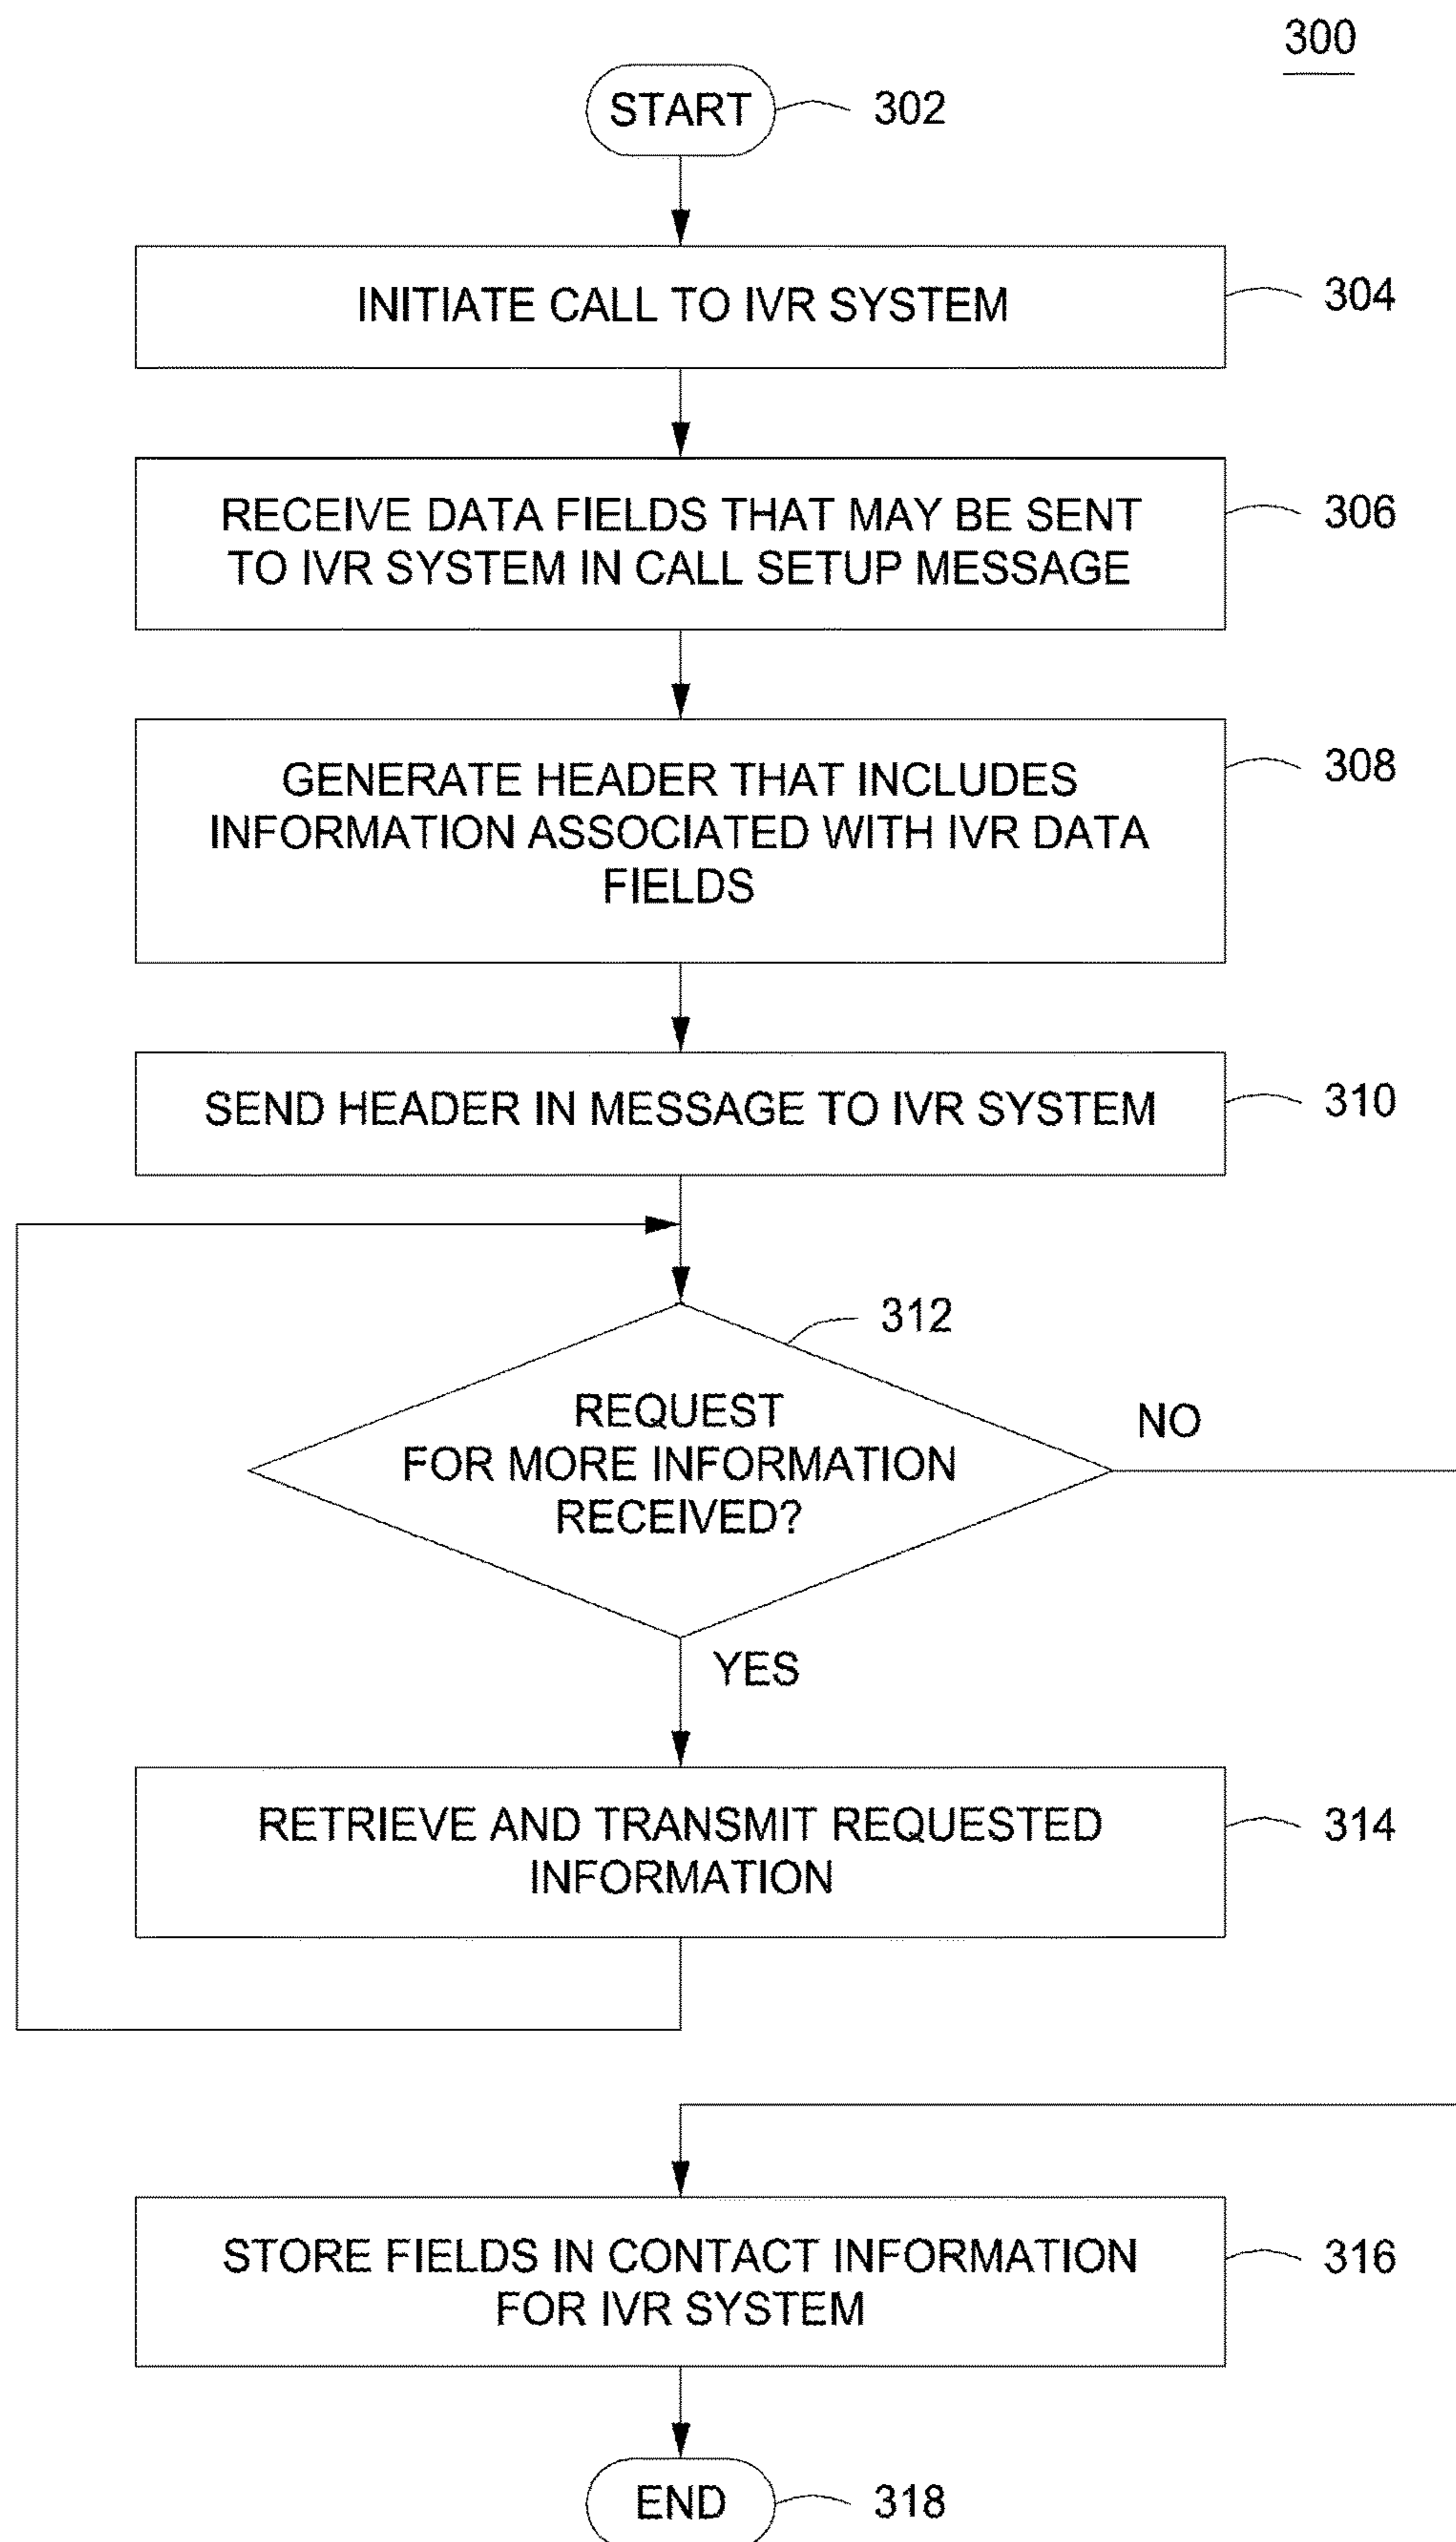 300
START
302
INITIATE CALL TO IVR SYSTEM
304
RECEIVE DATA FIELDS THAT MAY BE SENT
TO IVR SYSTEM IN CALL SETUP MESSAGE
306
GENERATE HEADER THAT INCLUDES
INFORMATION ASSOCIATED WITH IVR DATA
FIELDS
308
SEND HEADER IN MESSAGE TO IVR SYSTEM
310
312
REQUEST
FOR MORE INFORMATION
RECEIVED?
NO
YES
RETRIEVE AND TRANSMIT REQUESTED
INFORMATION
314
STORE FIELDS IN CONTACT INFORMATION
FOR IVR SYSTEM
316
END
318